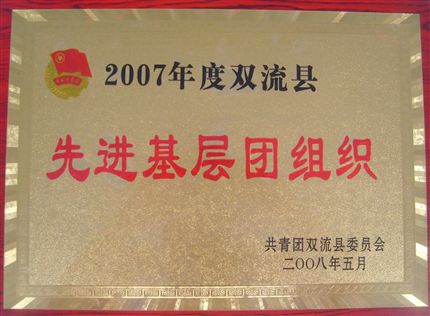 2007年度双流县
先进基层团组织
共青团双流县委员会
二〇〇八年五月